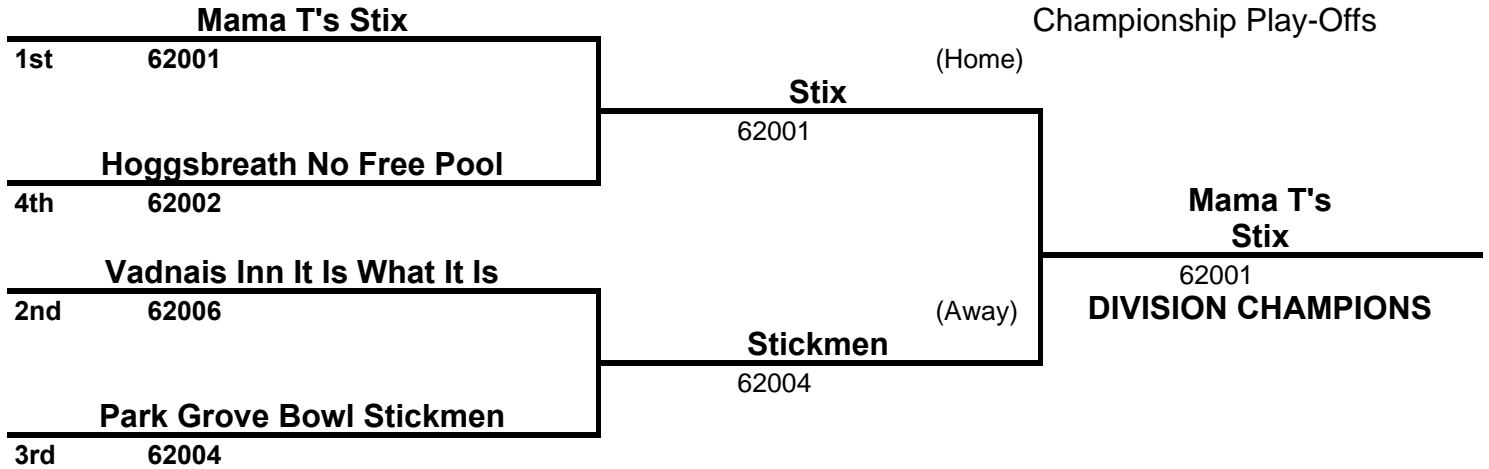 Mama T's Stix
Championship Play-Offs
1st 62001
(Home)
Stix
62001
Hoggsbreath No Free Pool
4th 62002
Mama T's
Stix
Vadnais Inn It Is What It Is
62001
2nd 62006
(Away)
DIVISION CHAMPIONS
Stickmen
62004
Park Grove Bowl Stickmen
3rd 62004